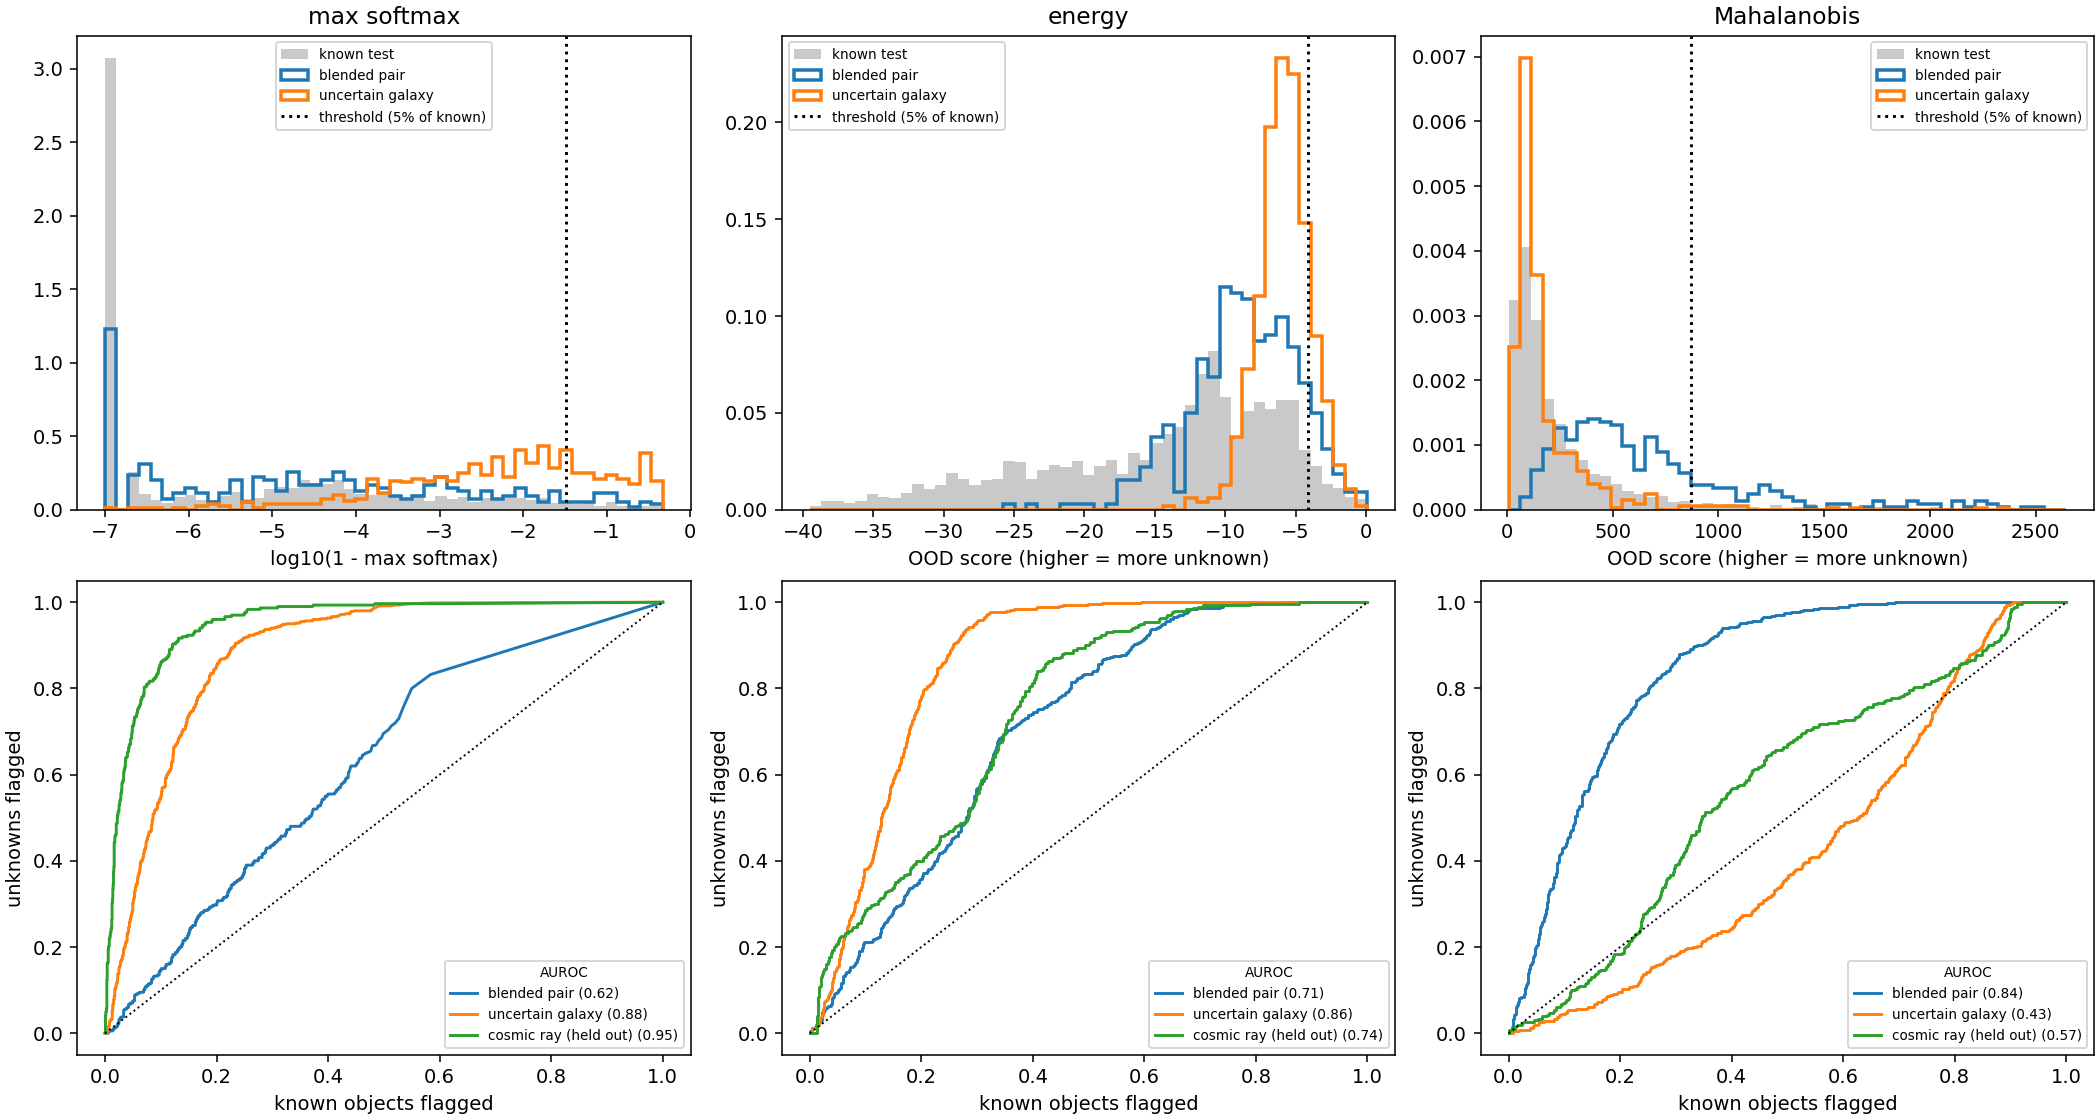 max softmax
3.0
2.5
2.0
1.5
1.0
0.5
0.0
known test
blended pair
uncertain galaxy
threshold (5% of known)
−7 −6 −5 −4 −3 −2 −1 0
log10(1 - max softmax)
energy
0.20
0.15
0.10
0.05
0.00
known test
blended pair
uncertain galaxy
threshold (5% of known)
−40 −35 −30 −25 −20 −15 −10 −5 0
OOD score (higher = more unknown)
Mahalanobis
0.007
0.006
0.005
0.004
0.003
0.002
0.001
0.000
known test
blended pair
uncertain galaxy
threshold (5% of known)
0 500 1000 1500 2000 2500
OOD score (higher = more unknown)
unknowns flagged
1.0
0.8
0.6
0.4
0.2
0.0
AUROC
blended pair (0.62)
uncertain galaxy (0.88)
cosmic ray (held out) (0.95)
0.0 0.2 0.4 0.6 0.8 1.0
known objects flagged
unknowns flagged
1.0
0.8
0.6
0.4
0.2
0.0
AUROC
blended pair (0.71)
uncertain galaxy (0.86)
cosmic ray (held out) (0.74)
0.0 0.2 0.4 0.6 0.8 1.0
known objects flagged
unknowns flagged
1.0
0.8
0.6
0.4
0.2
0.0
AUROC
blended pair (0.84)
uncertain galaxy (0.43)
cosmic ray (held out) (0.57)
0.0 0.2 0.4 0.6 0.8 1.0
known objects flagged